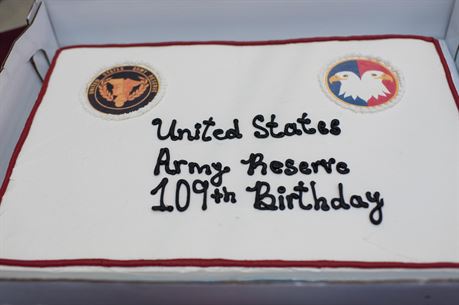 United States
Army Reserve
109th Birthday